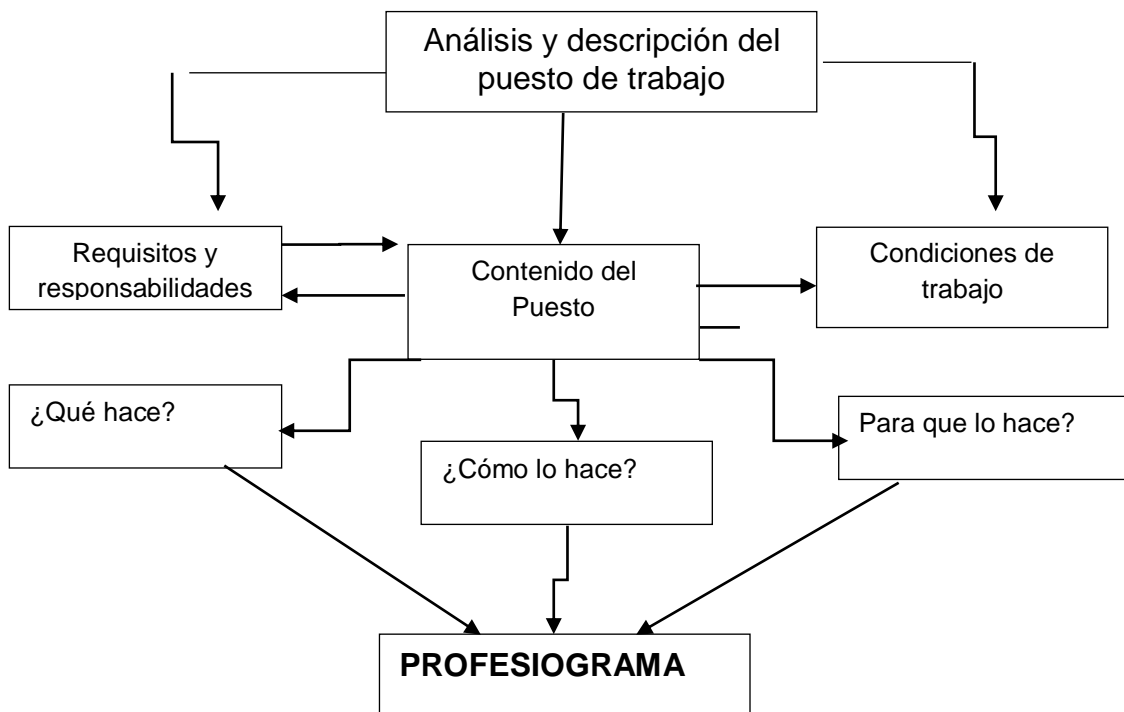 Análisis y descripción del
puesto de trabajo
Requisitos y
responsabilidades
Contenido del
Puesto
Condiciones de
trabajo
¿Qué hace?
¿Cómo lo hace?
Para que lo hace?
PROFESIOGRAMA